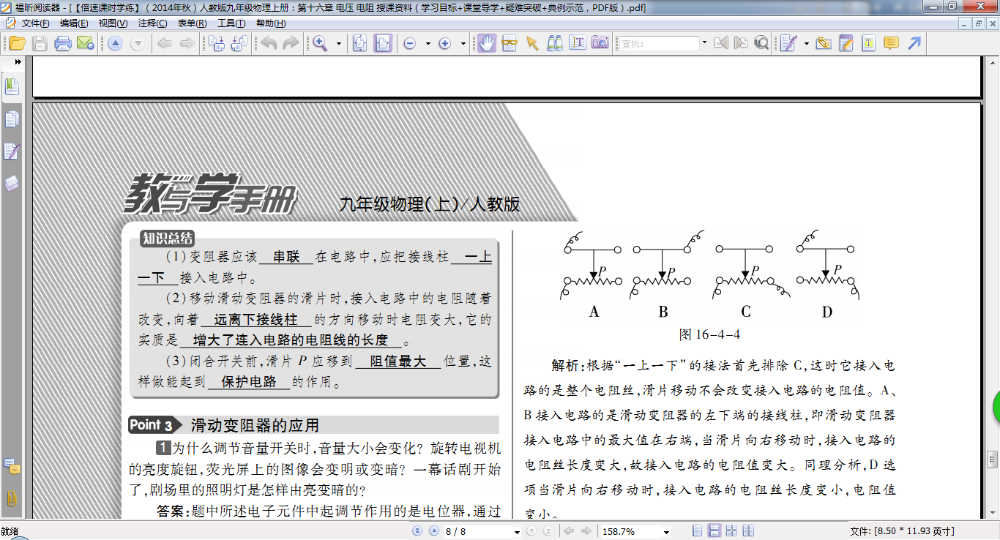 福昕阅读器 - [【倍速课时学练】（2014年秋）人教版九年级物理上册：第十六章 电压 电阻 授课资料（学习目标+课堂导学+疑难突破+典例示范，PDF版）.pdf]
文件(F) 编辑(E) 视图(V) 注释(C) 表单(R) 工具(T) 帮助(H)
查找:
教与学手册
九年级物理(上)/人教版
知识总结
(1)变阻器应该 串联 在电路中,应把接线柱 一上
一下 接入电路中。
(2)移动滑动变阻器的滑片时,接入电路中的电阻随着
改变,向着 远离下接线柱 的方向移动时电阻变大,它的
实质是 增大了连入电路的电阻线的长度 。
(3)闭合开关前,滑片 P 应移到 阻值最大 位置,这
样做能起到 保护电路 的作用。
Point 3 滑动变阻器的应用
1 为什么调节音量开关时,音量大小会变化? 旋转电视机
的亮度旋钮,荧光屏上的图像会变明或变暗? 一幕话剧开始
了,剧场里的照明灯是怎样由亮变暗的?
答案:题中所述电子元件中起调节作用的是电位器,通过
P P P P
A B C D
图 16-4-4
解析:根据“一上一下”的接法首先排除 C,这时它接入电
路的是整个电阻丝,滑片移动不会改变接入电路的电阻值。A、
B 接入电路的是滑动变阻器的左下端的接线柱,即滑动变阻器
接入电路中的最大值在右端,当滑片向右移动时,接入电路的
电阻丝长度变大,故接入电路的电阻值变大。同理分析,D 选
项当滑片向右移动时,接入电路的电阻丝长度变小,电阻值
变小。
就绪
8 / 8
158.7%
文件: [8.50 * 11.93 英寸]